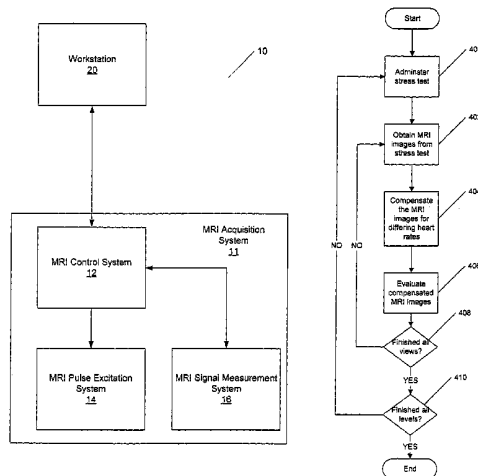 Workstation
20
10
MRI Acquisition
System
11
MRI Control System
12
MRI Pulse Excitation
System
14
MRI Signal Measurement
System
16
Start
Adminster
stress test
Obtain MRI
images from
stress test
404
Compensate
the MRI
images for
differing heart
rates
406
Evaluate
compensated
MRI images
408
Finished all
views?
NO
NO
YES
410
Finished all
levels?
YES
End